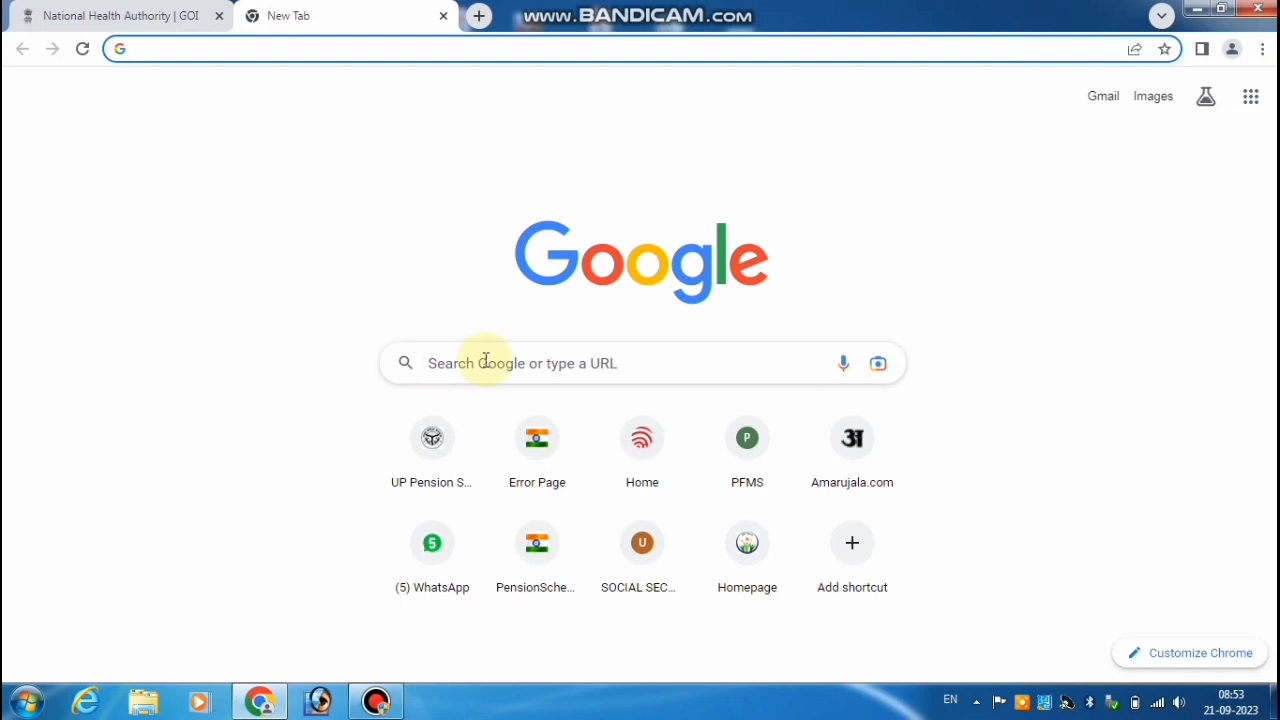 National Health Authority | GOI
New Tab
www.BANDICAM.com
Gmail
Images
Google
Search Google or type a URL
UP Pension S...
Error Page
Home
P
PFMS
अ
Amarujala.com
5
(5) WhatsApp
PensionSche...
U
SOCIAL SEC...
Homepage
Add shortcut
Customize Chrome
EN
08:53
21-09-2023